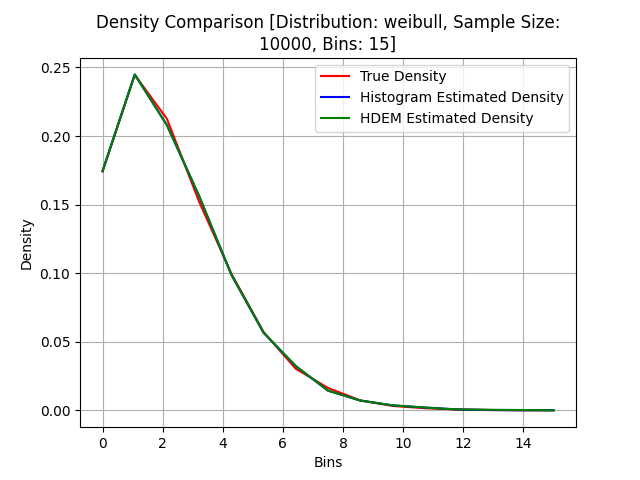 Density Comparison [Distribution: weibull, Sample Size:
10000, Bins: 15]
True Density
Histogram Estimated Density
HDEM Estimated Density
Density
0.25
0.20
0.15
0.10
0.05
0.00
0 2 4 6 8 10 12 14
Bins